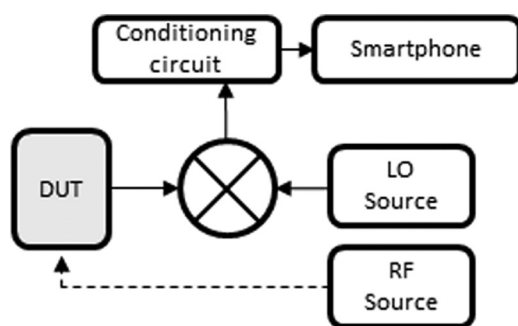 Conditioning
circuit
Smartphone
DUT
LO
Source
RF
Source